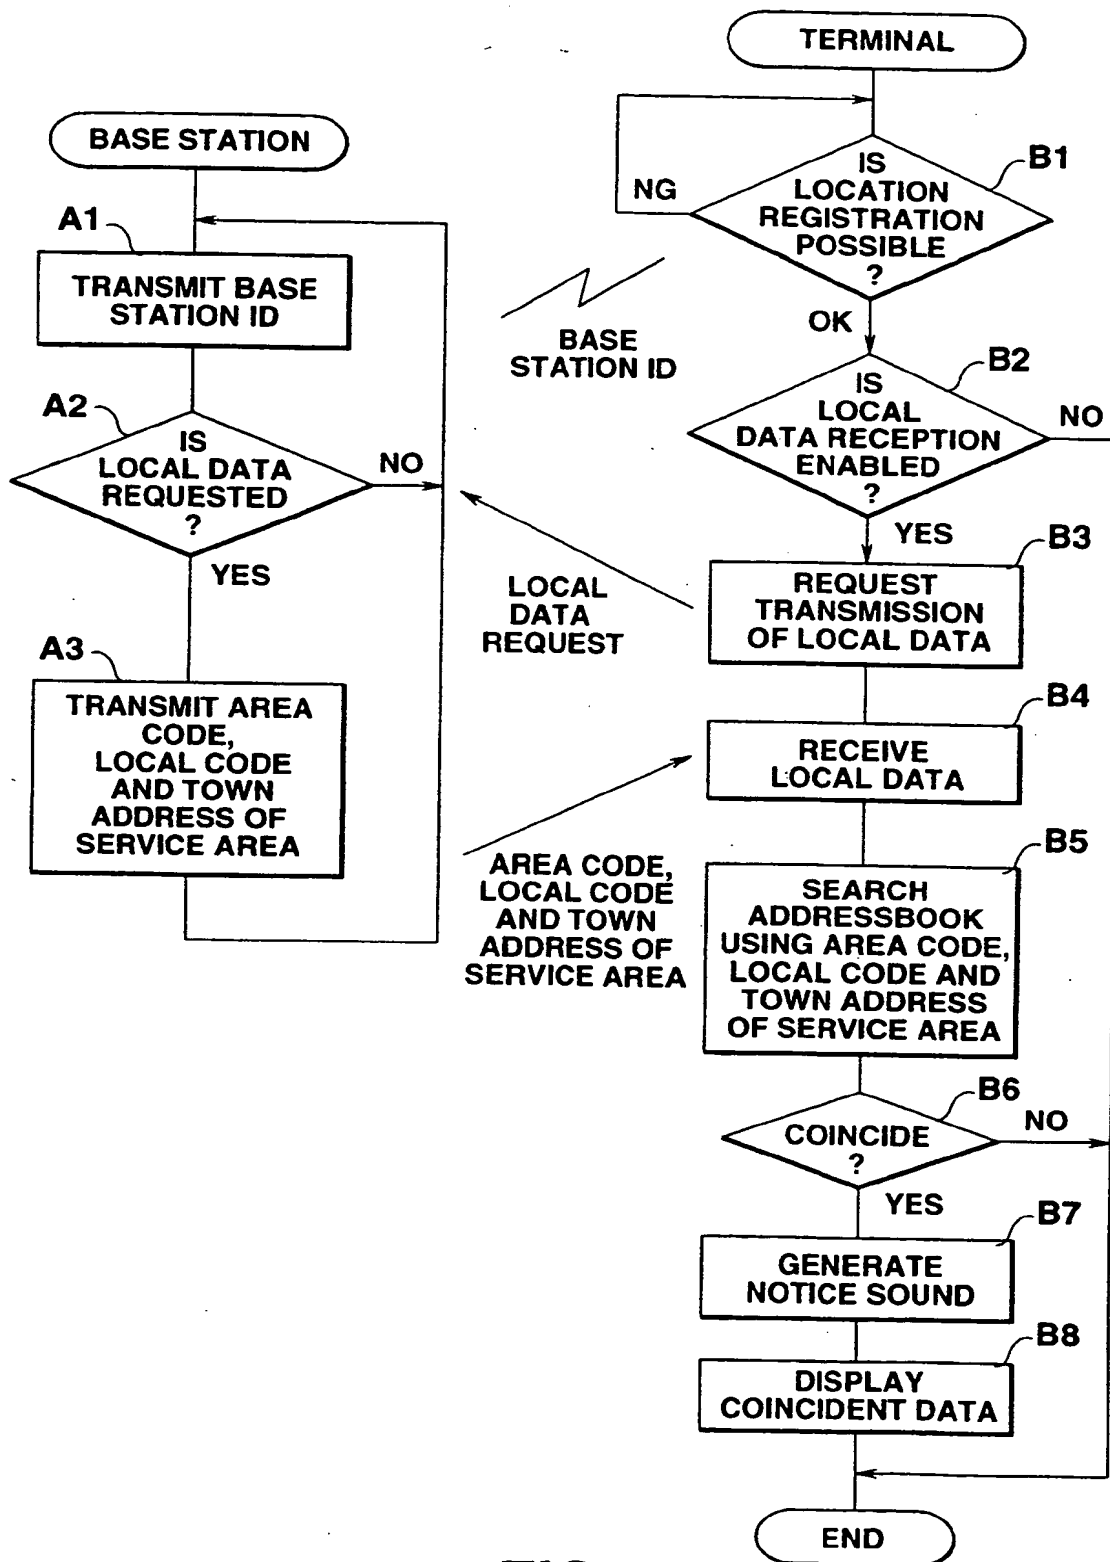 BASE STATION
A1
TRANSMIT BASE
STATION ID
A2
IS
LOCAL DATA
REQUESTED
?
NO
YES
A3
TRANSMIT AREA
CODE,
LOCAL CODE
AND TOWN
ADDRESS OF
SERVICE AREA
BASE
STATION ID
LOCAL
DATA
REQUEST
AREA CODE,
LOCAL CODE
AND TOWN
ADDRESS OF
SERVICE AREA
TERMINAL
B1
IS
LOCATION
REGISTRATION
POSSIBLE
?
NG
OK
B2
IS
LOCAL
DATA RECEPTION
ENABLED
?
NO
YES
B3
REQUEST
TRANSMISSION
OF LOCAL DATA
B4
RECEIVE
LOCAL DATA
B5
SEARCH
ADDRESSBOOK
USING AREA CODE,
LOCAL CODE AND
TOWN ADDRESS
OF SERVICE AREA
B6
COINCIDE
?
NO
YES
B7
GENERATE
NOTICE SOUND
B8
DISPLAY
COINCIDENT DATA
END